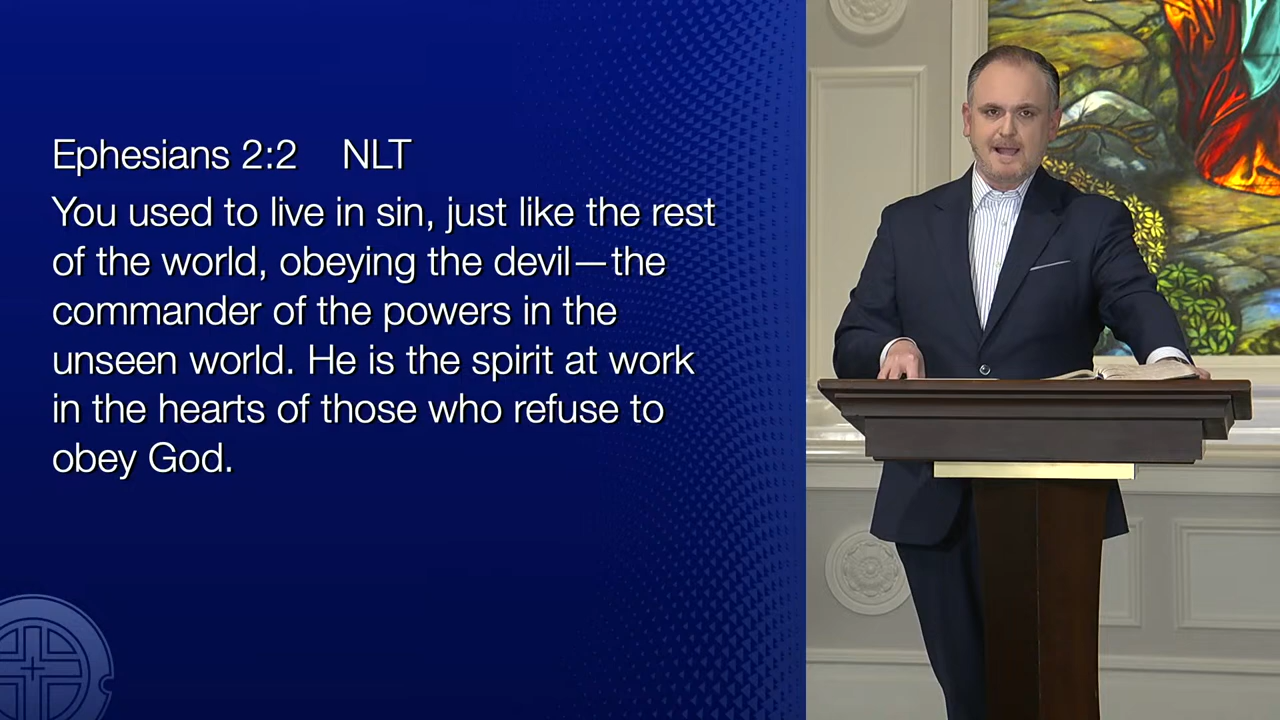 Ephesians 2:2 NLT
You used to live in sin, just like the rest
of the world, obeying the devil—the
commander of the powers in the
unseen world. He is the spirit at work
in the hearts of those who refuse to
obey God.